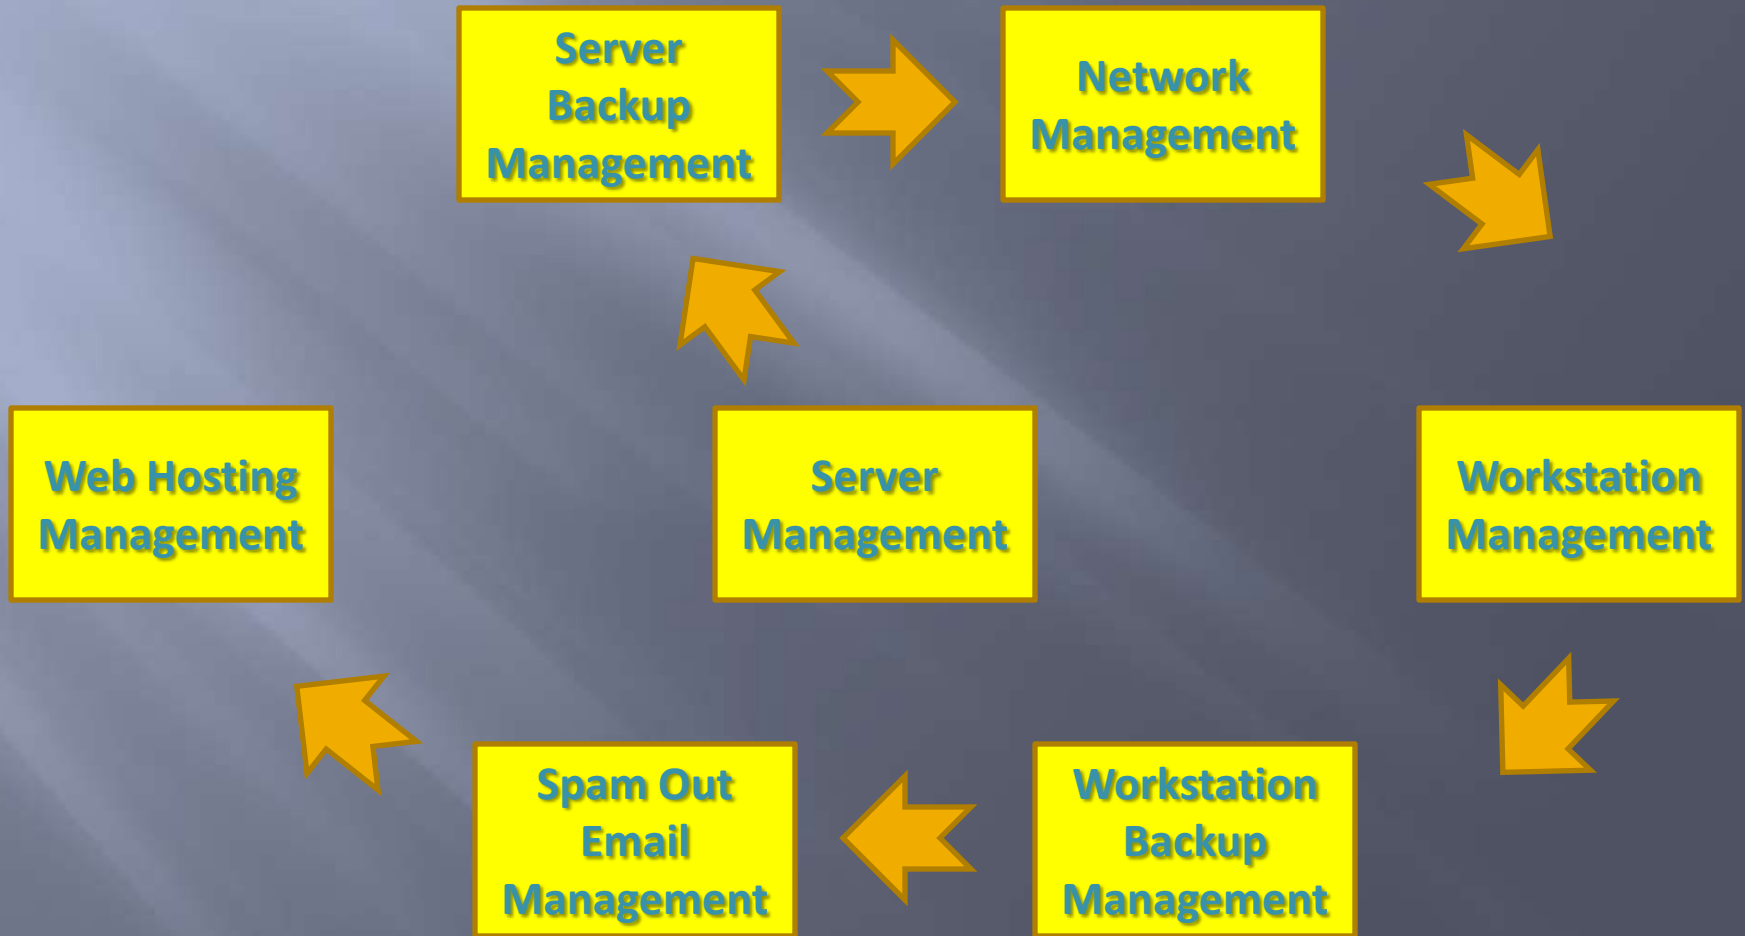 Server
Backup
Management
Network
Management
Web Hosting
Management
Server
Management
Workstation
Management
Spam Out
Email
Management
Workstation
Backup
Management